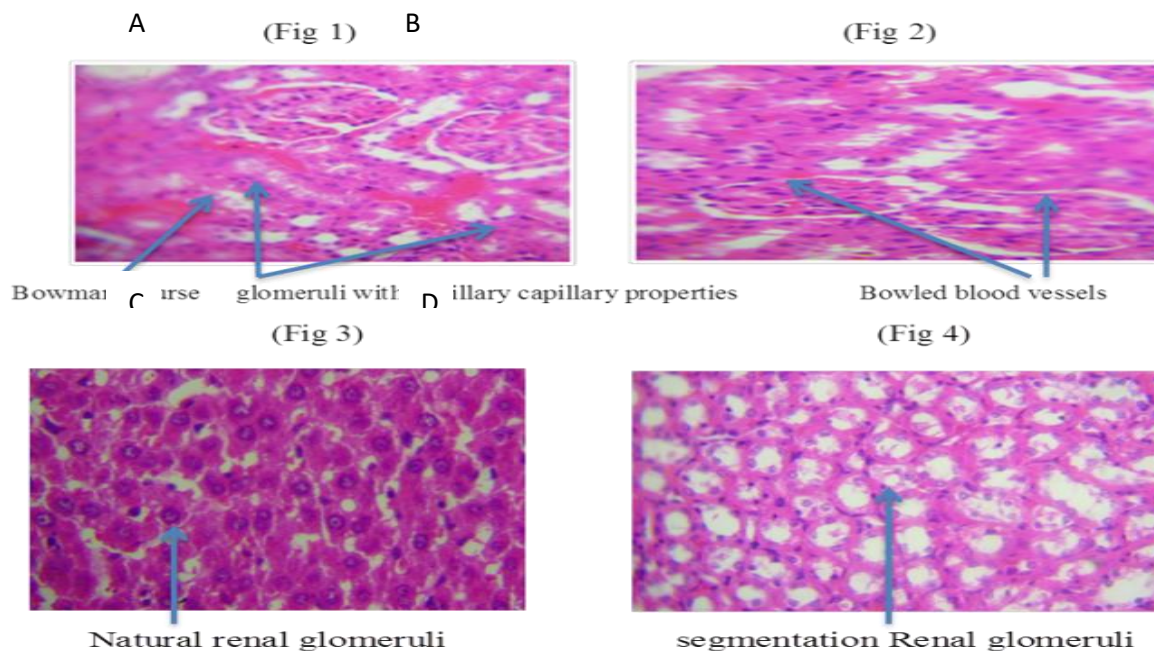 A B
(Fig 1) (Fig 2)
Bowman urse glomeruli with illary capillary properties Bowled blood vessels
C D
(Fig 3) (Fig 4)
Natural renal glomeruli segmentation Renal glomeruli